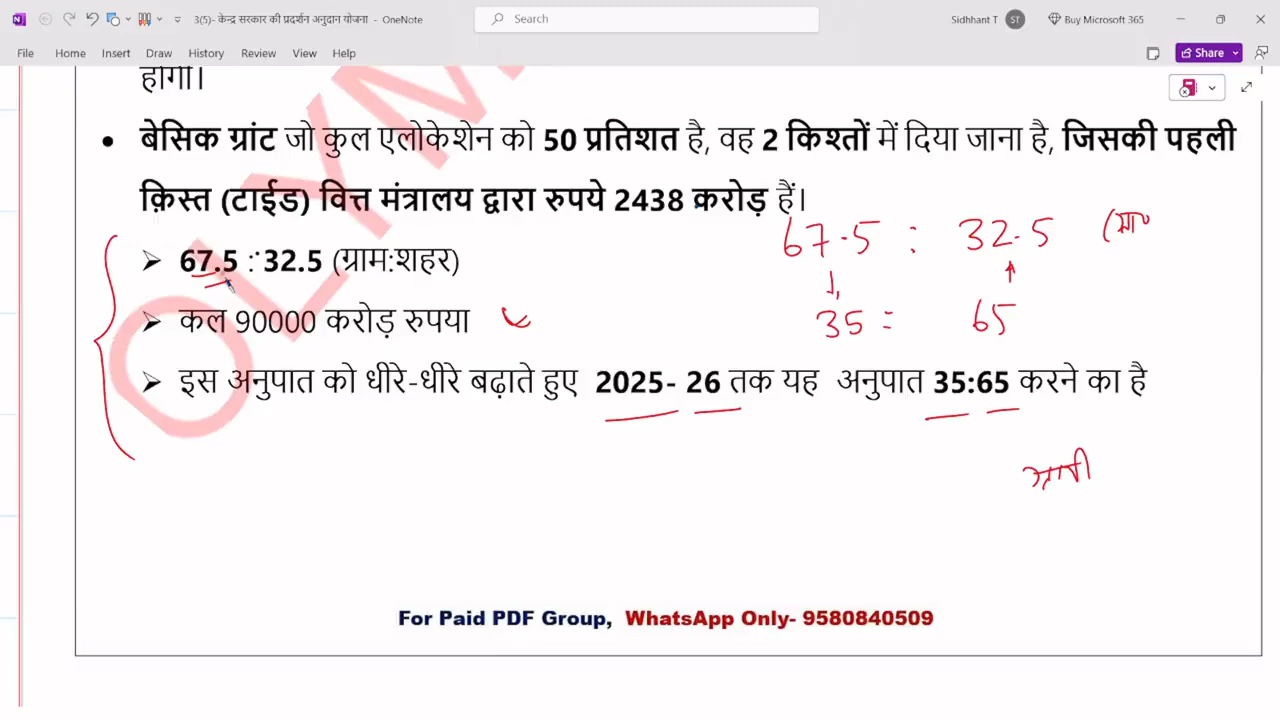 3(5)- केन्द्र सरकार की प्रदर्शन अनुदान योजना - OneNote
Search
Sidhhant T
ST
Buy Microsoft 365
File Home Insert Draw History Review View Help
Share
होगा।
• बेसिक ग्रांट जो कुल एलोकेशेन को 50 प्रतिशत है, वह 2 किश्तों में दिया जाना है, जिसकी पहली
क़िस्त (टाईड) वित्त मंत्रालय द्वारा रुपये 2438 करोड़ हैं।
67.5 : 32.5
➢ 67.5 : 32.5 (ग्राम:शहर)
➢ कल 90000 करोड़ रुपया
35 : 65
➢ इस अनुपात को धीरे-धीरे बढ़ाते हुए 2025- 26 तक यह अनुपात 35:65 करने का है
For Paid PDF Group, WhatsApp Only- 9580840509
OLYM